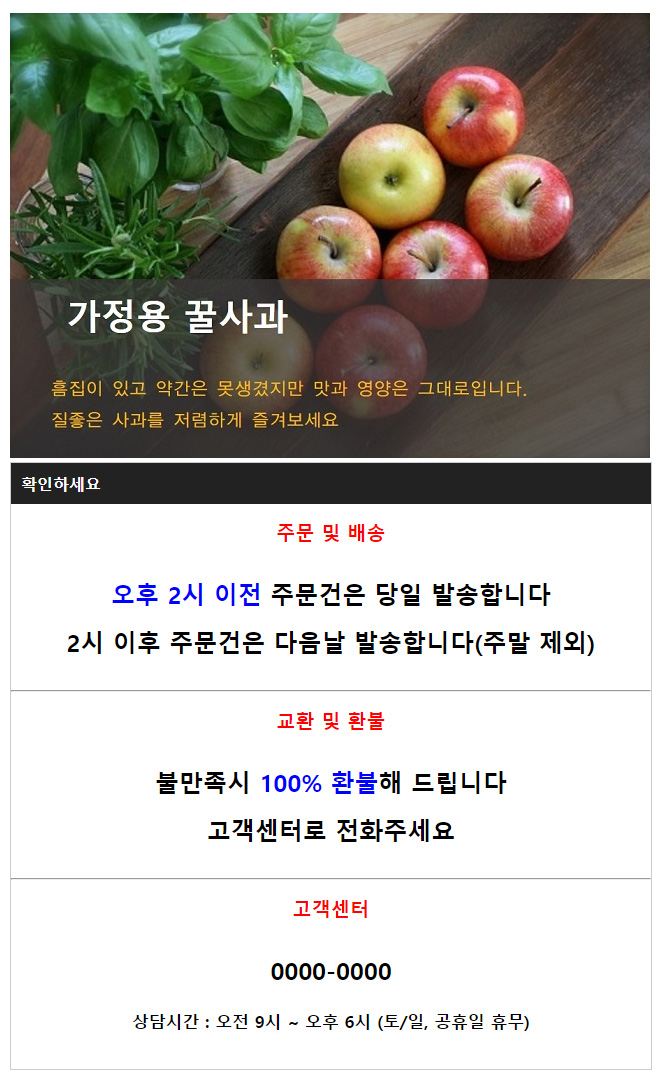 가정용 꿀사과
흠집이 있고 약간은 못생겼지만 맛과 영양은 그대로입니다.
질좋은 사과를 저렴하게 즐겨보세요
확인하세요
주문 및 배송
오후 2시 이전 주문건은 당일 발송합니다
2시 이후 주문건은 다음날 발송합니다(주말 제외)
교환 및 환불
불만족시 100% 환불해 드립니다
고객센터로 전화주세요
고객센터
0000-0000
상담시간 : 오전 9시 ~ 오후 6시 (토/일, 공휴일 휴무)